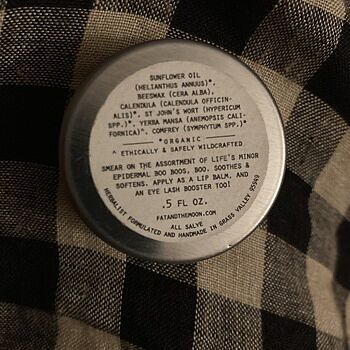 SUNFLOWER OIL
(HELIANTHUS ANNUUS)*,
BEESWAX (CERA ALBA),
CALENDULA (CALENDULA OFFICIN-
ALIS)*, ST JOHN'S WORT (HYPERICUM
SPP.)*, YERBA MANSA (ANEMOPSIS CALI-
FORNICA)^, COMFREY (SYMPHYTUM SPP.)*
*ORGANIC
^ ETHICALLY & SAFELY WILDCRAFTED
SMEAR ON THE ASSORTMENT OF LIFE'S MINOR
EPIDERMAL BOO BOOS, BOO. SOOTHES &
SOFTENS. APPLY AS A LIP BALM, AND
AN EYE LASH BOOSTER TOO!
.5 FL OZ.
FATANDTHEMOON.COM
ALL SALVE
HERBALIST FORMULATED AND HANDMADE IN GRASS VALLEY 95949